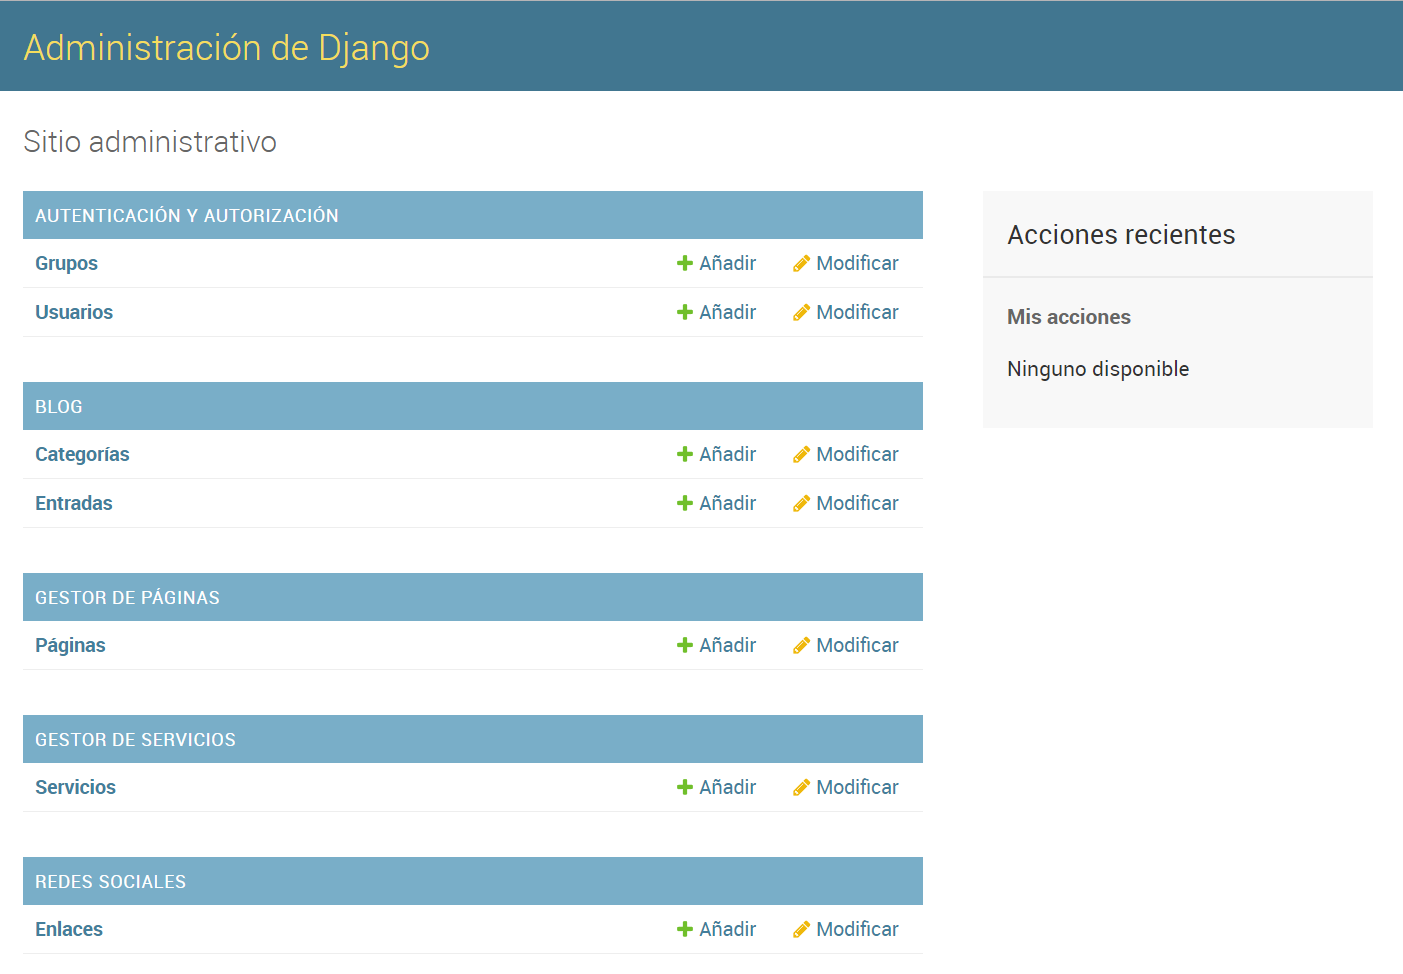 Administración de Django
Sitio administrativo
AUTENTICACIÓN Y AUTORIZACIÓN
Grupos Añadir Modificar
Usuarios Añadir Modificar
BLOG
Categorías Añadir Modificar
Entradas Añadir Modificar
GESTOR DE PÁGINAS
Páginas Añadir Modificar
GESTOR DE SERVICIOS
Servicios Añadir Modificar
REDES SOCIALES
Enlaces Añadir Modificar
Acciones recientes
Mis acciones
Ninguno disponible